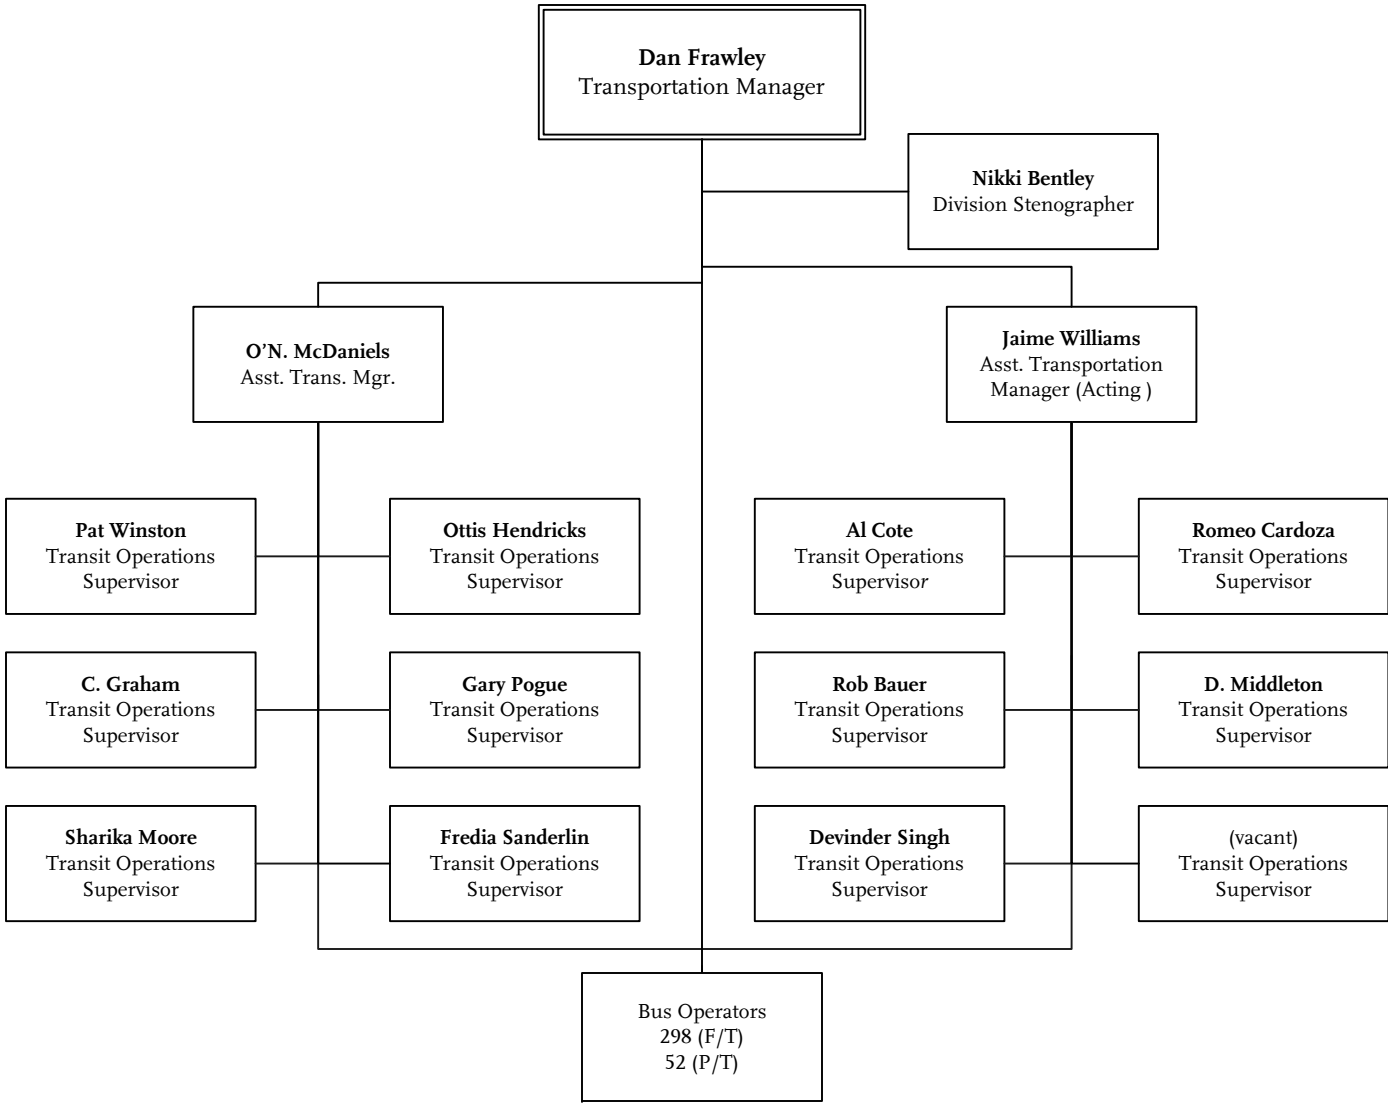 Dan Frawley
Transportation Manager
Nikki Bentley
Division Stenographer
O’N. McDaniels
Asst. Trans. Mgr.
Jaime Williams
Asst. Transportation
Manager (Acting )
Pat Winston
Transit Operations
Supervisor
Ottis Hendricks
Transit Operations
Supervisor
Al Cote
Transit Operations
Supervisor
Romeo Cardoza
Transit Operations
Supervisor
C. Graham
Transit Operations
Supervisor
Gary Pogue
Transit Operations
Supervisor
Rob Bauer
Transit Operations
Supervisor
D. Middleton
Transit Operations
Supervisor
Sharika Moore
Transit Operations
Supervisor
Fredia Sanderlin
Transit Operations
Supervisor
Devinder Singh
Transit Operations
Supervisor
(vacant)
Transit Operations
Supervisor
Bus Operators
298 (F/T)
52 (P/T)